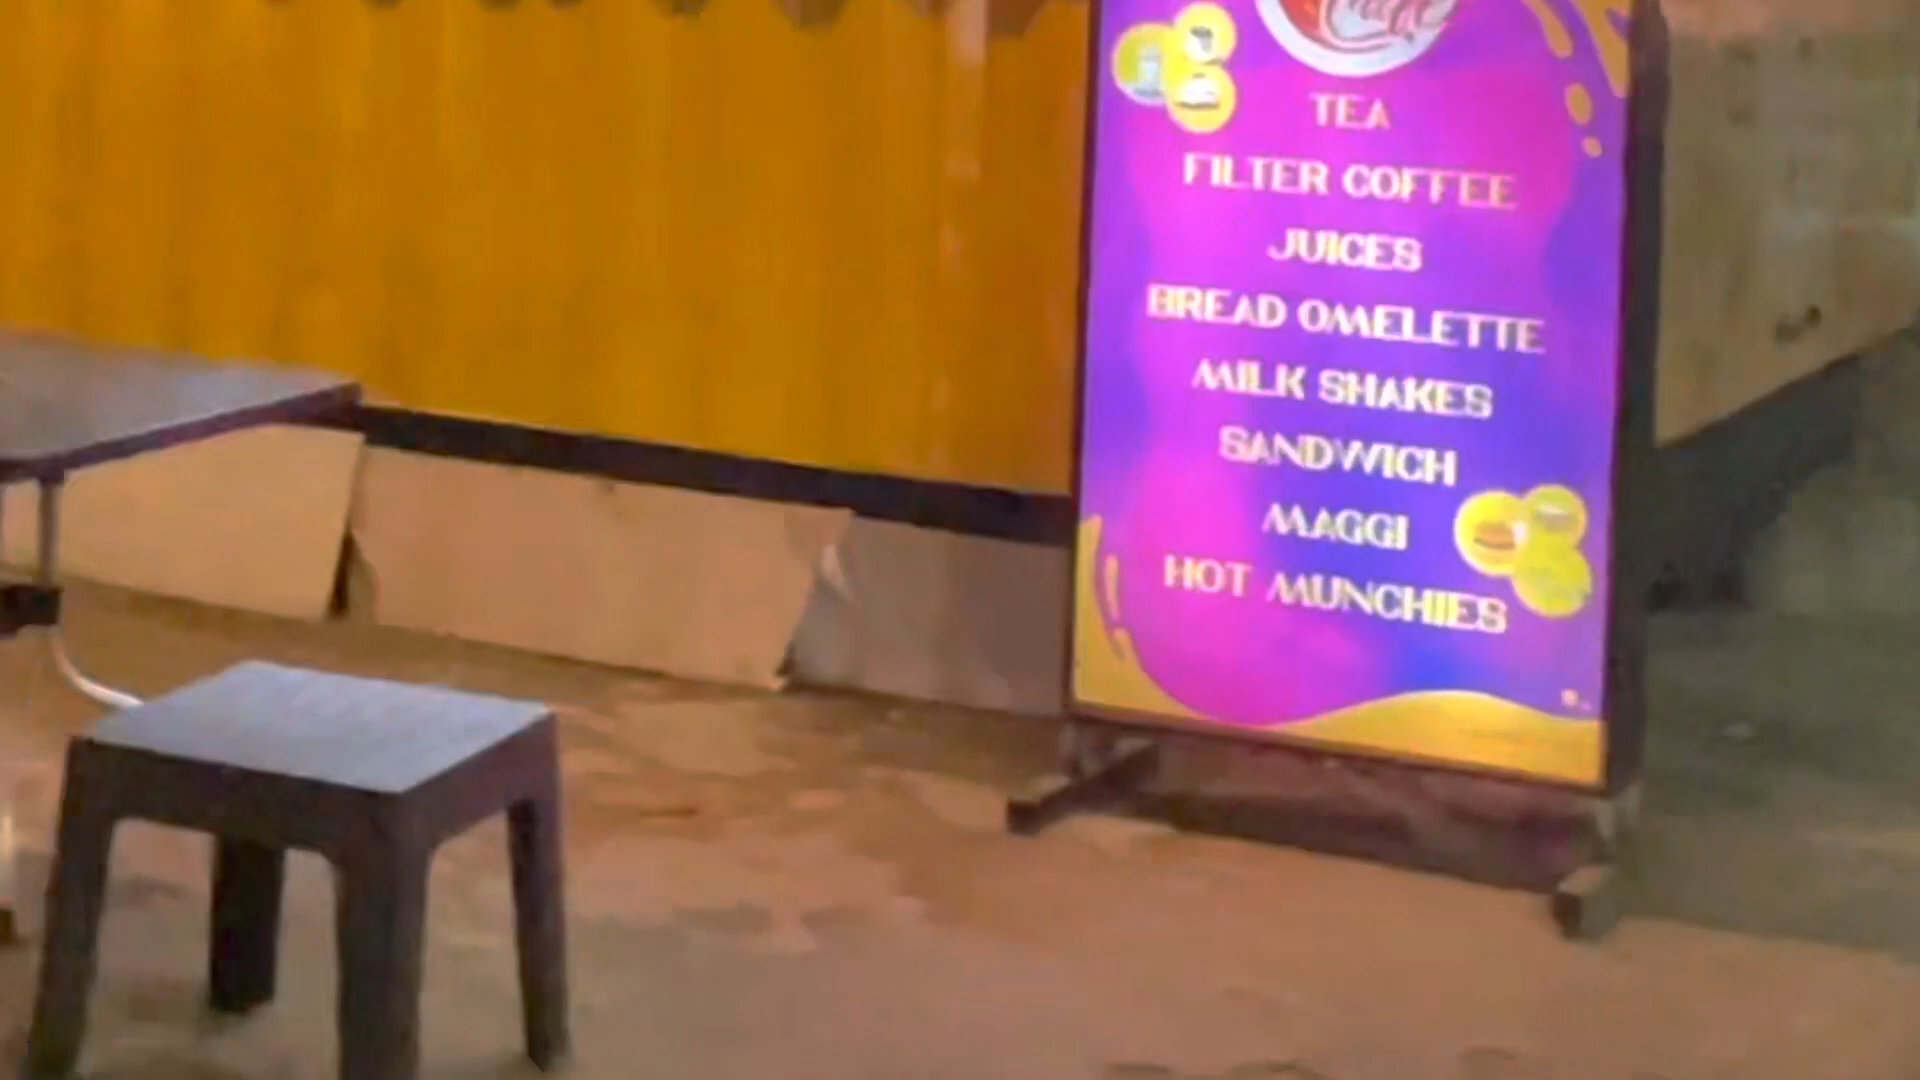 TEA
FILTER COFFEE
JUICES
BREAD OMELETTE
MILK SHAKES
SANDWICH
MAGGI
HOT MUNCHIES